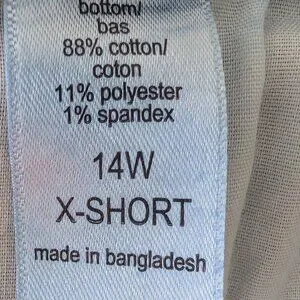 bottom/
bas
88% cotton/
coton
11% polyester
1% spandex
14W
X-SHORT
made in bangladesh